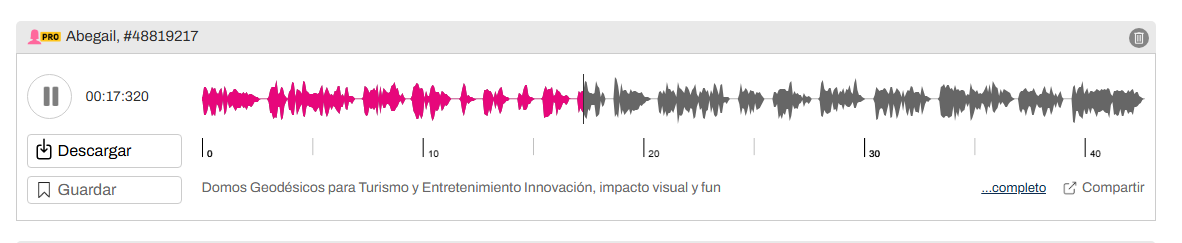 PRO Abegail, #48819217
00:17:320
Descargar
0 10 20 30 40
Guardar
Domos Geodésicos para Turismo y Entretenimiento Innovación, impacto visual y fun
...completo
Compartir